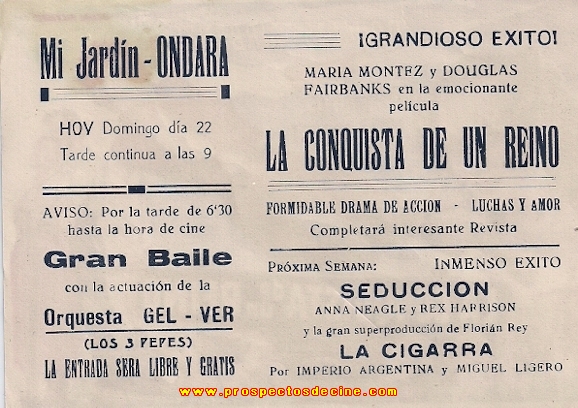 Mi Jardín - ONDARA
HOY Domingo día 22
Tarde continua a las 9
AVISO: Por la tarde de 6'30
hasta la hora de cine
Gran Baile
con la actuación de la
Orquesta GEL - VER
(LOS 3 PEPES)
LA ENTRADA SERA LIBRE Y GRATIS
¡GRANDIOSO EXITO!
MARIA MONTEZ y DOUGLAS
FAIRBANKS en la emocionante
película
LA CONQUISTA DE UN REINO
FORMIDABLE DRAMA DE ACCION - LUCHAS Y AMOR
Completará interesante Revista
PRÓXIMA SEMANA: INMENSO EXITO
SEDUCCION
ANNA NEAGLE y REX HARRISON
y la gran superproducción de Florián Rey
LA CIGARRA
Por IMPERIO ARGENTINA y MIGUEL LIGERO
www.prospectosdecine.com